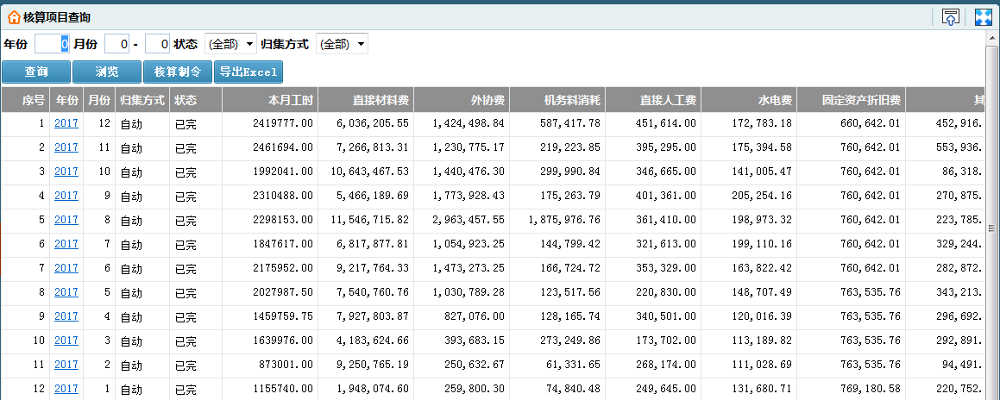 核算项目查询
年份 0 月份 0 - 0 状态 (全部) 归集方式 (全部)
查询 浏览 核算制令 导出Excel
序号 年份 月份 归集方式 状态 本月工时 直接材料费 外协费 机务料消耗 直接人工费 水电费 固定资产折旧费 其
1 2017 12 自动 已完 2419777.00 6,036,205.55 1,424,498.84 587,417.78 451,614.00 172,783.18 660,642.01 452,916.
2 2017 11 自动 已完 2461694.00 7,266,813.31 1,230,775.17 219,223.85 395,295.00 175,394.58 760,642.01 553,936.
3 2017 10 自动 已完 1992041.00 10,643,467.53 1,440,476.30 299,990.84 346,665.00 141,005.47 760,642.01 86,318.
4 2017 9 自动 已完 2310488.00 5,466,189.69 1,773,928.43 175,263.79 401,361.00 205,254.16 760,642.01 270,875.
5 2017 8 自动 已完 2298153.00 11,546,715.82 2,963,457.55 1,875,976.76 361,410.00 198,973.32 760,642.01 223,785.
6 2017 7 自动 已完 1847617.00 6,817,877.81 1,054,923.25 144,799.42 321,613.00 199,110.16 760,642.01 329,244.
7 2017 6 自动 已完 2175952.00 9,217,764.33 1,473,273.25 166,724.72 353,329.00 163,822.42 760,642.01 282,872.
8 2017 5 自动 已完 2027987.50 7,540,760.76 1,030,789.28 123,517.56 220,830.00 148,707.49 763,535.76 343,213.
9 2017 4 自动 已完 1459759.75 7,927,803.87 827,076.00 128,165.74 340,501.00 120,016.39 763,535.76 296,692.
10 2017 3 自动 已完 1639976.00 4,183,624.66 393,683.15 273,249.86 173,702.00 113,189.82 763,535.76 292,891.
11 2017 2 自动 已完 873001.00 9,250,765.19 250,632.67 61,331.65 268,174.00 111,028.69 763,535.76 94,491.
12 2017 1 自动 已完 1155740.00 1,948,074.60 259,800.30 74,840.48 249,645.00 131,680.71 769,180.58 220,752.